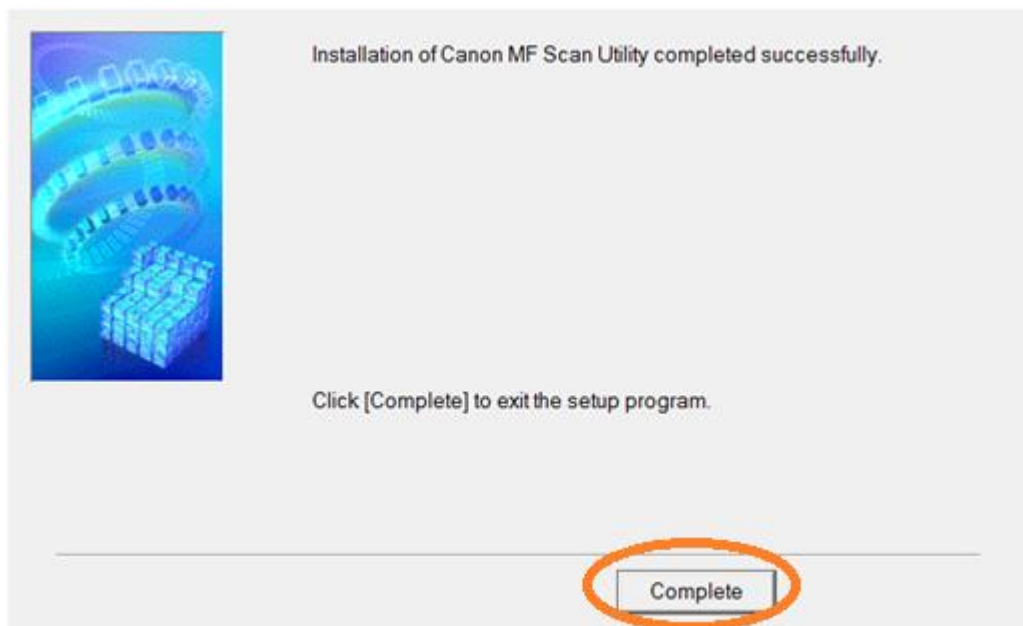 Installation of Canon MF Scan Utility completed successfully.
Click [Complete] to exit the setup program.
Complete